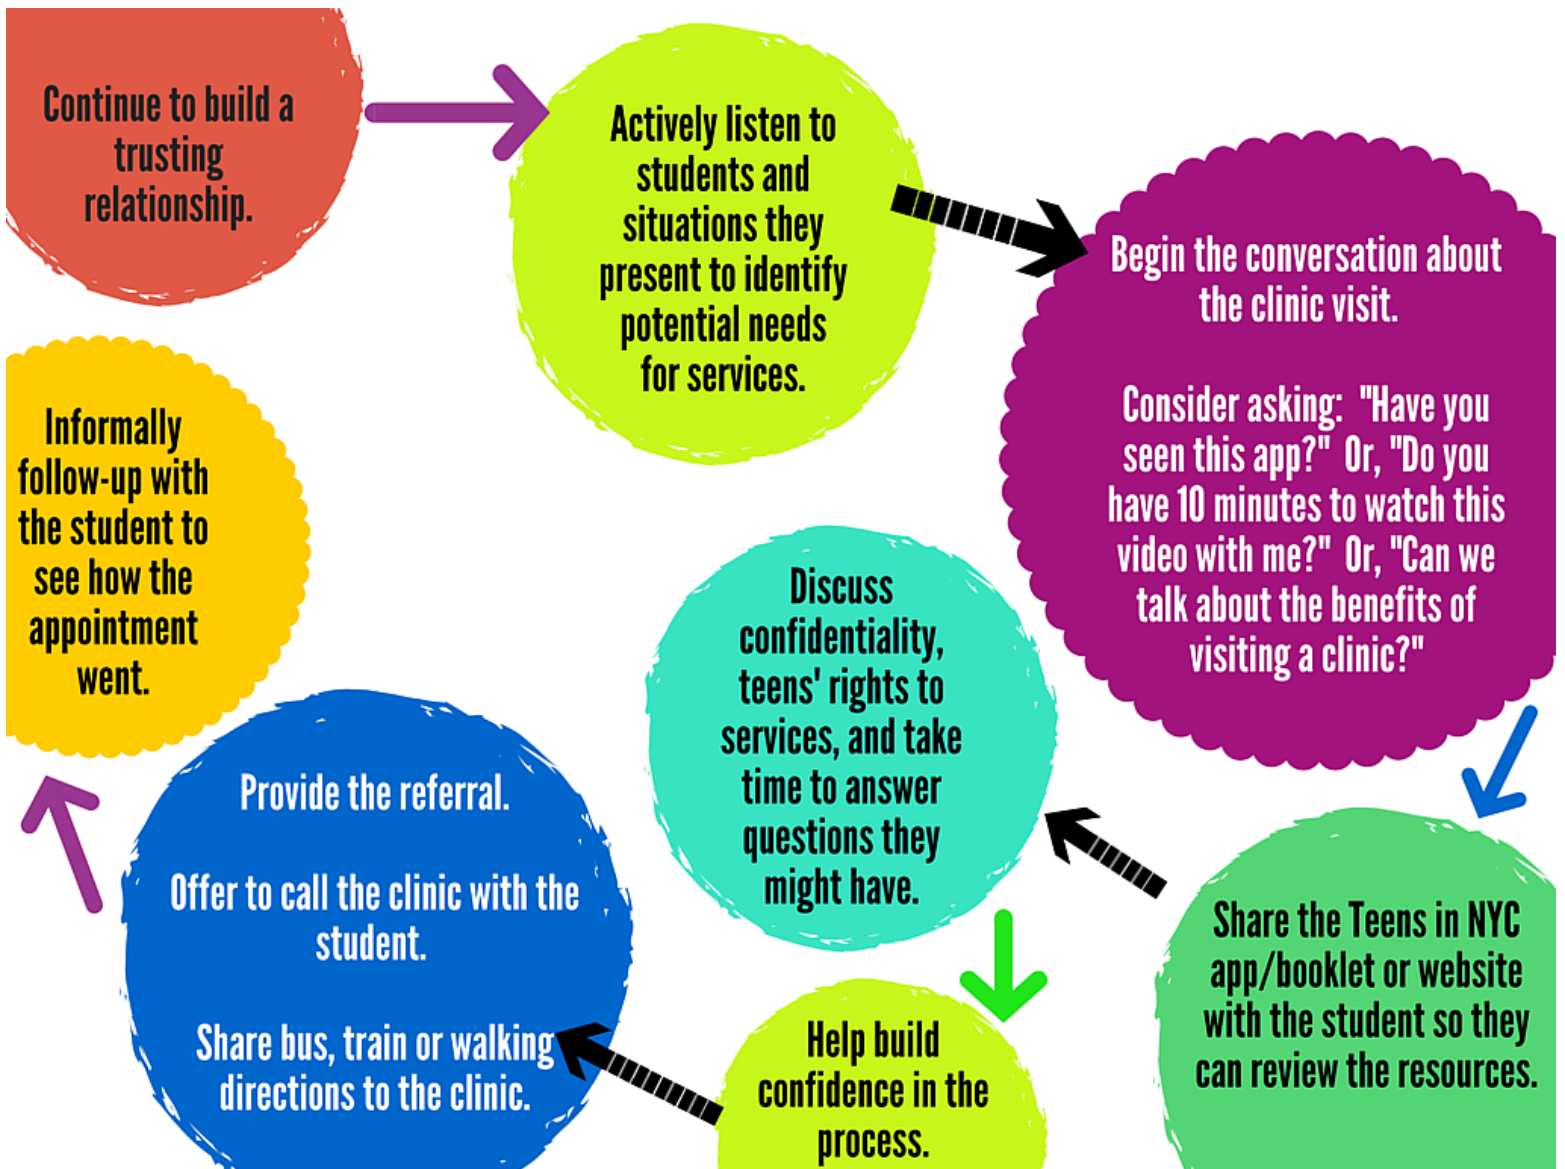 Continue to build a
trusting
relationship.
Actively listen to
students and
situations they
present to identify
potential needs
for services.
Begin the conversation about
the clinic visit.
Consider asking:  "Have you
seen this app?"  Or, "Do you
have 10 minutes to watch this
video with me?"  Or, "Can we
talk about the benefits of
visiting a clinic?"
Share the Teens in NYC
app/booklet or website
with the student so they
can review the resources.
Discuss
confidentiality,
teens' rights to
services, and take
time to answer
questions they
might have.
Help build
confidence in the
process.
Provide the referral.
Offer to call the clinic with the
student.
Share bus, train or walking
directions to the clinic.
Informally
follow-up with
the student to
see how the
appointment
went.